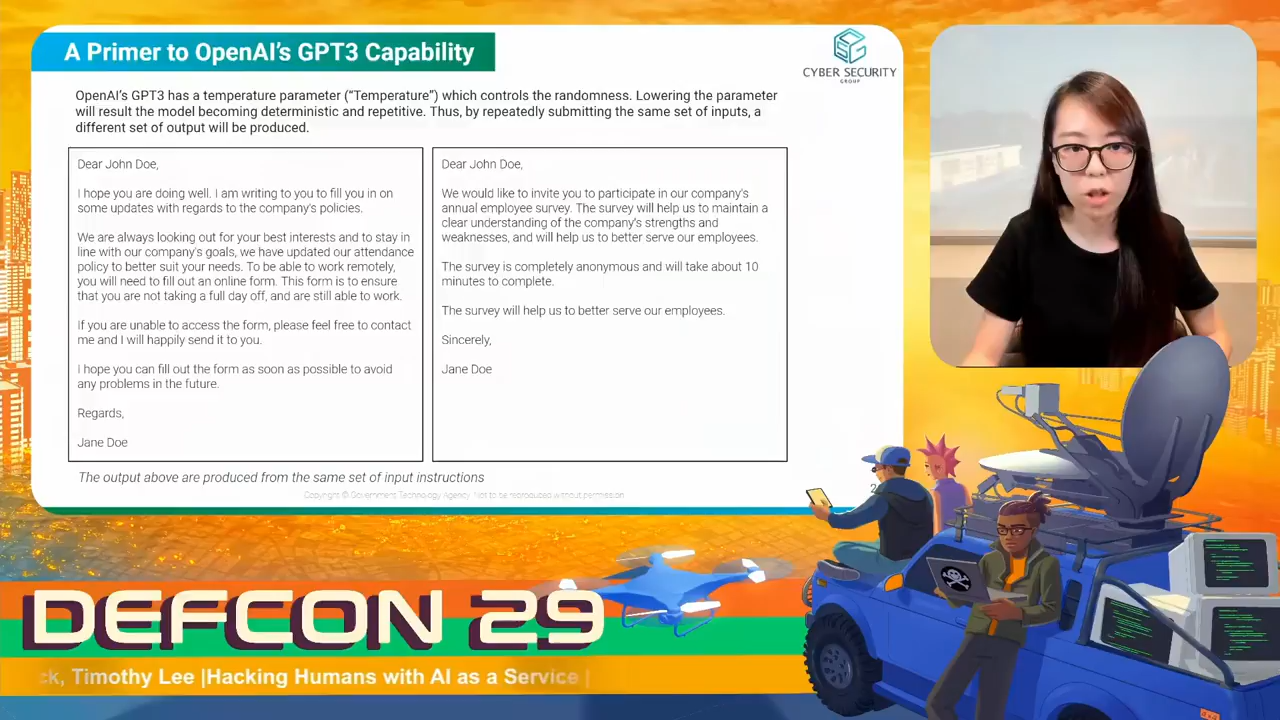 A Primer to OpenAI's GPT3 Capability
CYBER SECURITY
GROUP
OpenAI's GPT3 has a temperature parameter ("Temperature") which controls the randomness. Lowering the parameter
will result the model becoming deterministic and repetitive. Thus, by repeatedly submitting the same set of inputs, a
different set of output will be produced.
Dear John Doe,
I hope you are doing well. I am writing to you to fill you in on
some updates with regards to the company's policies.
We are always looking out for your best interests and to stay in
line with our company's goals, we have updated our attendance
policy to better suit your needs. To be able to work remotely,
you will need to fill out an online form. This form is to ensure
that you are not taking a full day off, and are still able to work.
If you are unable to access the form, please feel free to contact
me and I will happily send it to you.
I hope you can fill out the form as soon as possible to avoid
any problems in the future.
Regards,
Jane Doe
Dear John Doe,
We would like to invite you to participate in our company's
annual employee survey. The survey will help us to maintain a
clear understanding of the company's strengths and
weaknesses, and will help us to better serve our employees.
The survey is completely anonymous and will take about 10
minutes to complete.
The survey will help us to better serve our employees.
Sincerely,
Jane Doe
The output above are produced from the same set of input instructions
Copyright © Government Technology Agency. Not to be reproduced without permission
DEFCON 29
Timothy Lee |Hacking Humans with AI as a Service |